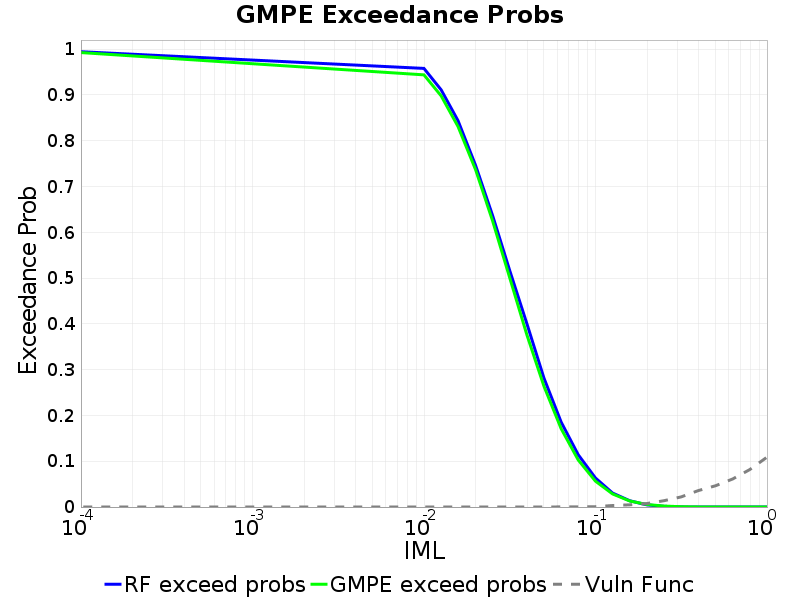 GMPE Exceedance Probs
Exceedance Prob
1
0.9
0.8
0.7
0.6
0.5
0.4
0.3
0.2
0.1
0
10^-4 10^-3 10^-2 10^-1 10^0
IML
RF exceed probs GMPE exceed probs Vuln Func